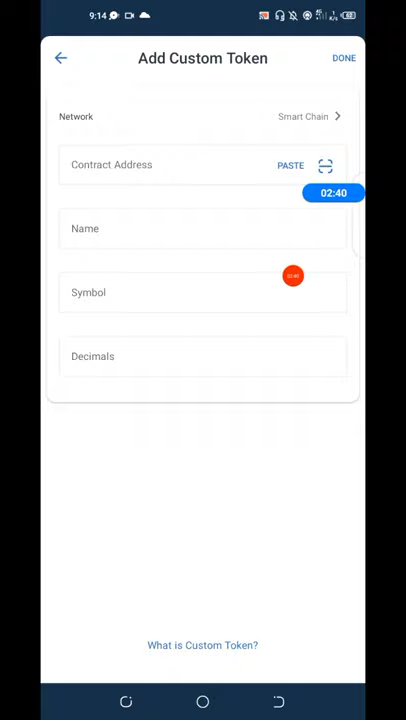 9:14
Add Custom Token
DONE
Network
Smart Chain
Contract Address
PASTE
02:40
Name
Symbol
Decimals
What is Custom Token?